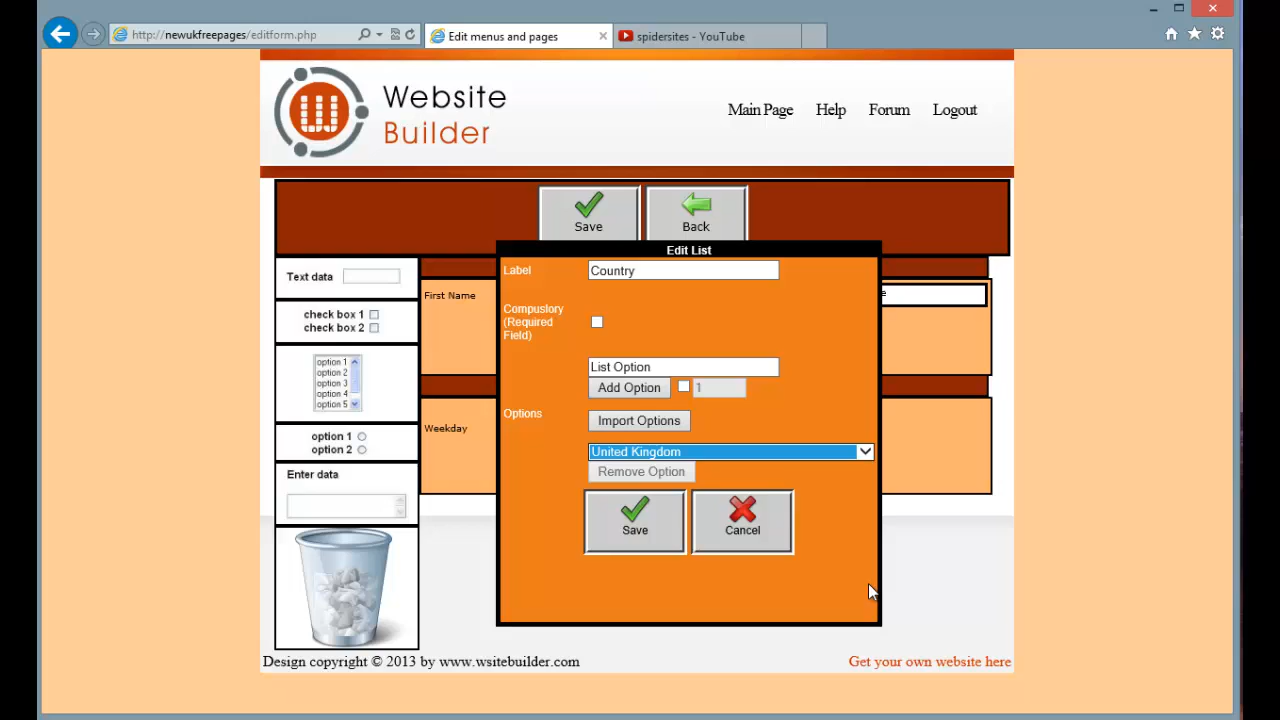 http://newukfreepages/editform.php
Edit menus and pages
spidersites - YouTube
Website
Builder
Main Page
Help
Forum
Logout
Save
Back
Edit List
Label
Country
Compuslory
(Required
Field)
List Option
Add Option
1
Options
Import Options
United Kingdom
Remove Option
Save
Cancel
Text data
check box 1
check box 2
option 1
option 2
option 3
option 4
option 5
option 1
option 2
Enter data
First Name
e
Weekday
Design copyright © 2013 by www.wsitebuilder.com
Get your own website here